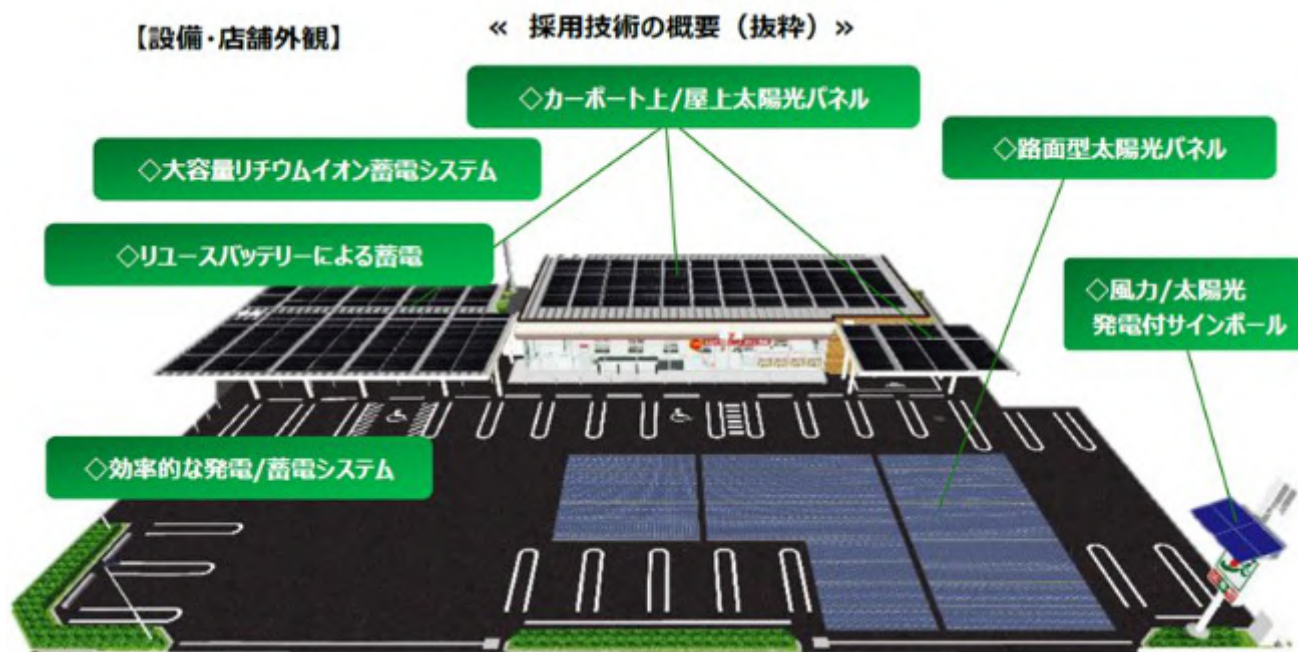 【設備・店舗外観】
≪ 採用技術の概要（抜粋）≫
◇カーポート上/屋上太陽光パネル
◇路面型太陽光パネル
◇大容量リチウムイオン蓄電システム
◇リユースバッテリーによる蓄電
◇風力/太陽光
発電付サインポール
◇効率的な発電/蓄電システム